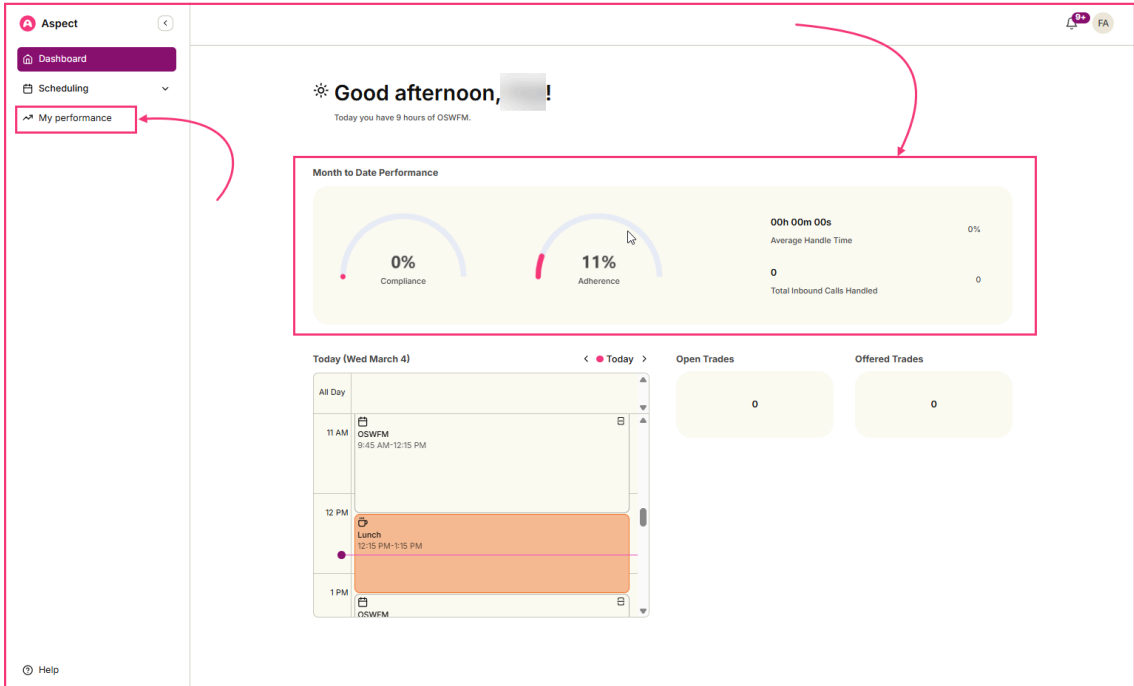 Aspect
9+
FA
Dashboard
Scheduling
My performance
Good afternoon, !
Today you have 9 hours of OSWFM.
Month to Date Performance
0%
Compliance
11%
Adherence
00h 00m 00s
Average Handle Time
0%
0
Total Inbound Calls Handled
0
Today (Wed March 4)
Today
Open Trades
Offered Trades
All Day
0
0
11 AM
OSWFM
9:45 AM-12:15 PM
12 PM
Lunch
12:15 PM-1:15 PM
1 PM
OSWFM
Help